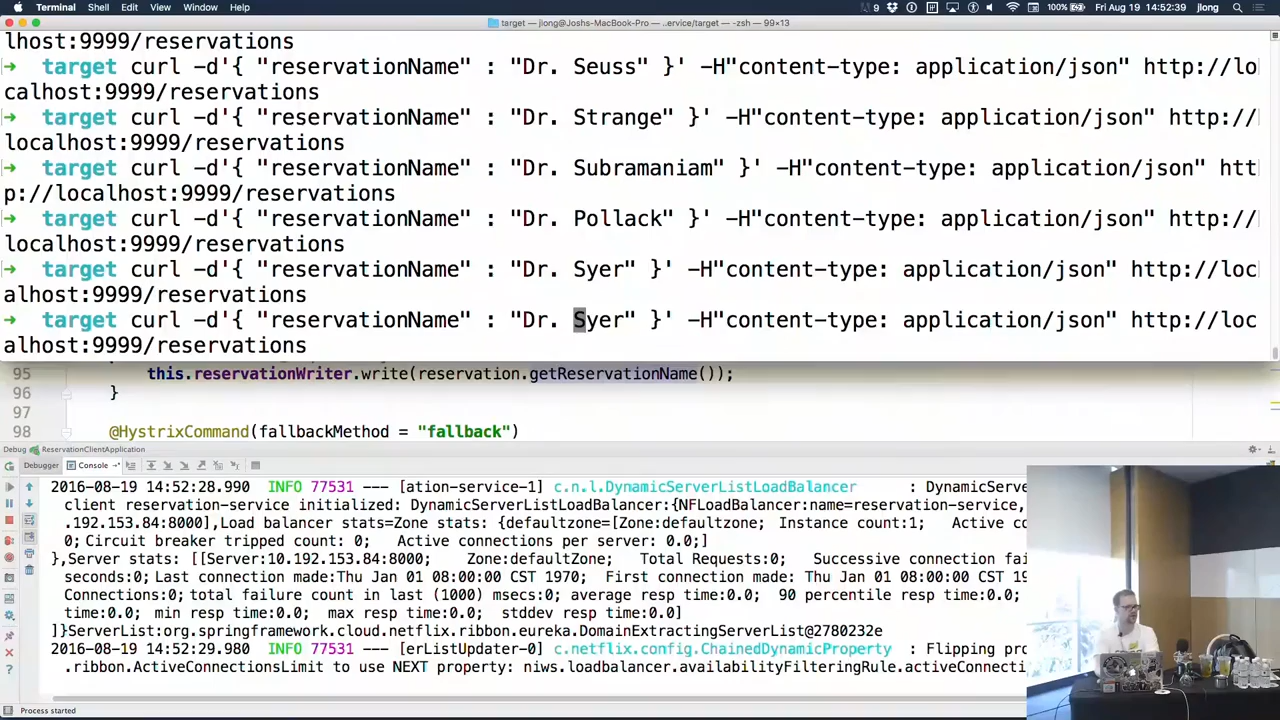 Terminal Shell Edit View Window Help 9 100% Fri Aug 19 14:52:39 jlong
target — jlong@Joshs-MacBook-Pro — ..ervice/target — -zsh — 99×13
lhost:9999/reservations
→ target curl -d'{ "reservationName" : "Dr. Seuss" }' -H"content-type: application/json" http://lo
calhost:9999/reservations
→ target curl -d'{ "reservationName" : "Dr. Strange" }' -H"content-type: application/json" http://
localhost:9999/reservations
→ target curl -d'{ "reservationName" : "Dr. Subramaniam" }' -H"content-type: application/json" htt
p://localhost:9999/reservations
→ target curl -d'{ "reservationName" : "Dr. Pollack" }' -H"content-type: application/json" http://
localhost:9999/reservations
→ target curl -d'{ "reservationName" : "Dr. Syer" }' -H"content-type: application/json" http://loc
alhost:9999/reservations
→ target curl -d'{ "reservationName" : "Dr. Syer" }' -H"content-type: application/json" http://loc
alhost:9999/reservations
95 this.reservationWriter.write(reservation.getReservationName());
96 }
97
98 @HystrixCommand(fallbackMethod = "fallback")
Debug ReservationClientApplication
Debugger Console
2016-08-19 14:52:28.990 INFO 77531 --- [ation-service-1] c.n.l.DynamicServerListLoadBalancer : DynamicServ
client reservation-service initialized: DynamicServerListLoadBalancer:{NFLoadBalancer:name=reservation-service,
.192.153.84:8000],Load balancer stats=Zone stats: {defaultzone=[Zone:defaultzone; Instance count:1; Active co
0; Circuit breaker tripped count: 0; Active connections per server: 0.0;]
},Server stats: [[Server:10.192.153.84:8000; Zone:defaultZone; Total Requests:0; Successive connection fai
seconds:0; Last connection made:Thu Jan 01 08:00:00 CST 1970; First connection made: Thu Jan 01 08:00:00 CST 19
Connections:0; total failure count in last (1000) msecs:0; average resp time:0.0; 90 percentile resp time:0.0;
time:0.0; min resp time:0.0; max resp time:0.0; stddev resp time:0.0]
]}ServerList:org.springframework.cloud.netflix.ribbon.eureka.DomainExtractingServerList@2780232e
2016-08-19 14:52:29.980 INFO 77531 --- [erListUpdater-0] c.netflix.config.ChainedDynamicProperty : Flipping pro
.ribbon.ActiveConnectionsLimit to use NEXT property: niws.loadbalancer.availabilityFilteringRule.activeConnecti
Process started